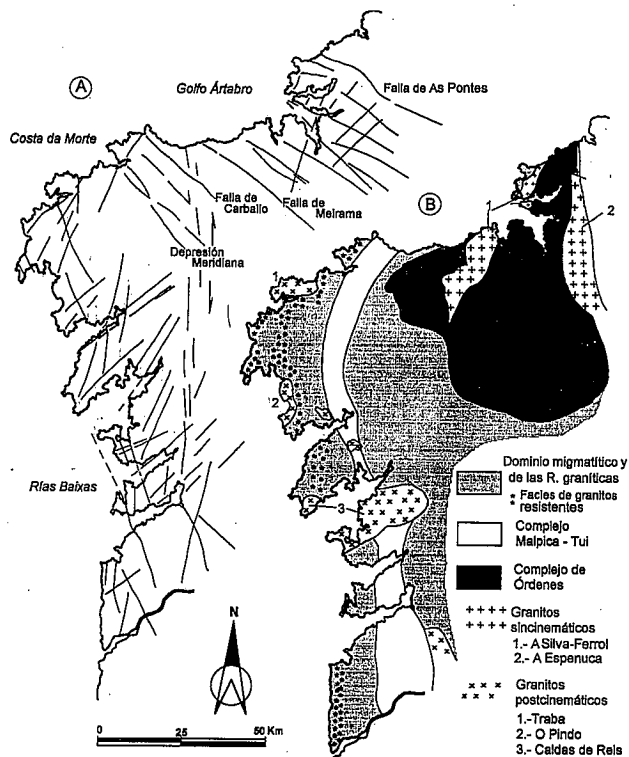 A
Golfo Ártabro
Falla de As Pontes
Costa da Morte
Falla de
Carballo
Falla de
Meirama
B
1
2
Depresión
Meridiana
1
2
3
Rías Baixas
N
0 25 50 Km
Dominio migmatítico y
de las R. graníticas
* Facies de granitos
resistentes
Complejo
Malpica - Tui
Complejo de
Órdenes
Granitos
sincinemáticos
1.- A Silva-Ferrol
2.- A Espenuca
Granitos
postcinemáticos
1.-Traba
2.- O Pindo
3.- Caldas de Reis